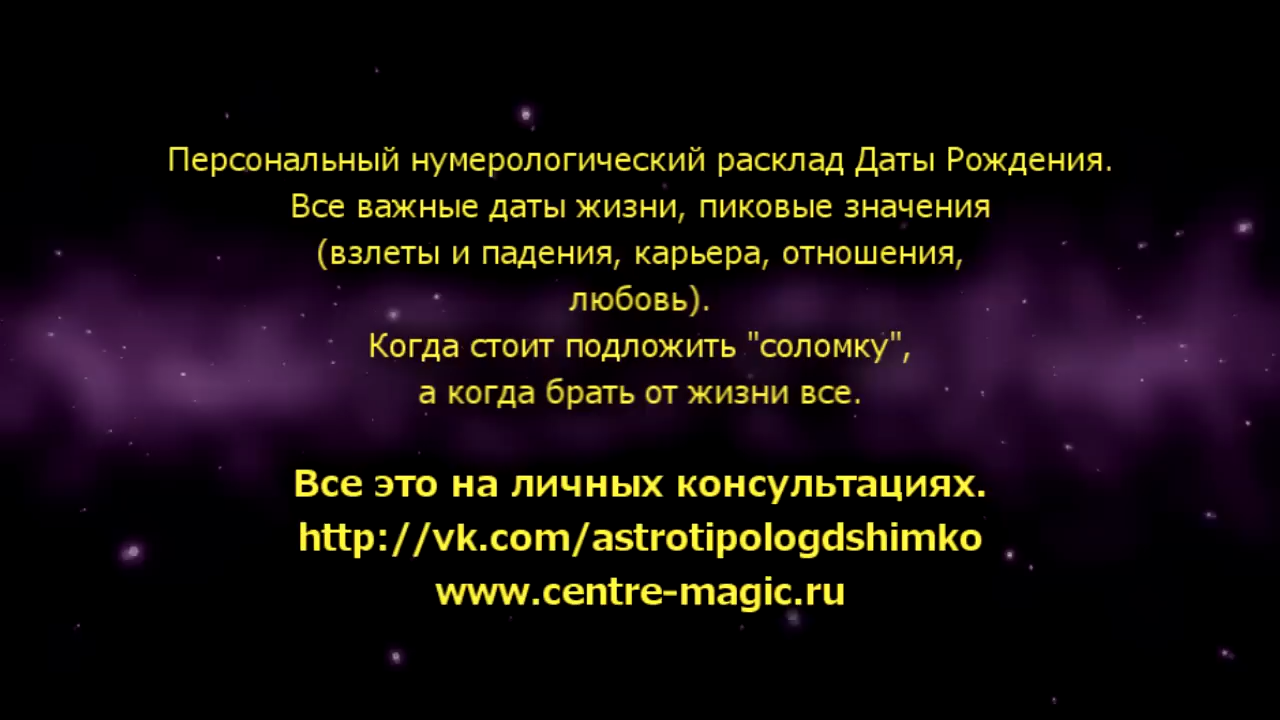 Персональный нумерологический расклад Даты Рождения.
Все важные даты жизни, пиковые значения
(взлеты и падения, карьера, отношения,
любовь).
Когда стоит подложить "соломку",
а когда брать от жизни все.
Все это на личных консультациях.
http://vk.com/astrotipologdshimko
www.centre-magic.ru